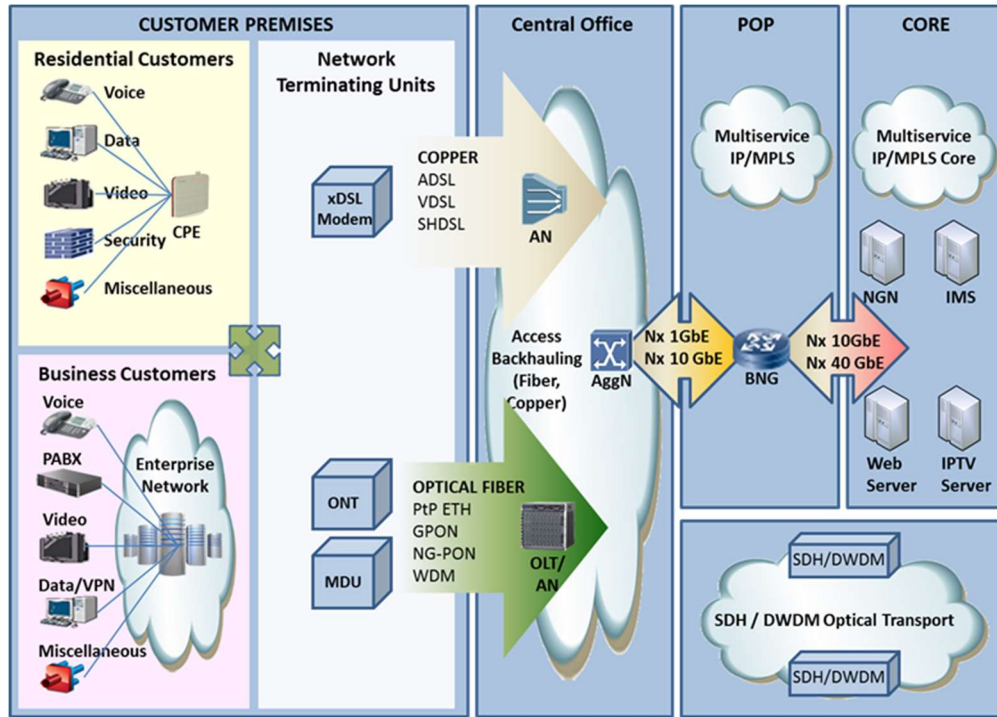 CUSTOMER PREMISES
Residential Customers
Voice
Data
Video
Security
Miscellaneous
CPE
Business Customers
Voice
PABX
Video
Data/VPN
Miscellaneous
Enterprise
Network
Network
Terminating Units
xDSL
Modem
ONT
MDU
Central Office
COPPER
ADSL
VDSL
SHDSL
AN
Access
Backhauling
(Fiber,
Copper)
AggN
OPTICAL FIBER
PtP ETH
GPON
NG-PON
WDM
OLT/
AN
POP
Multiservice
IP/MPLS
Nx 1GbE
Nx 10 GbE
BNG
CORE
Multiservice
IP/MPLS Core
NGN
IMS
Nx 10GbE
Nx 40 GbE
Web
Server
IPTV
Server
SDH/DWDM
SDH / DWDM Optical Transport
SDH/DWDM